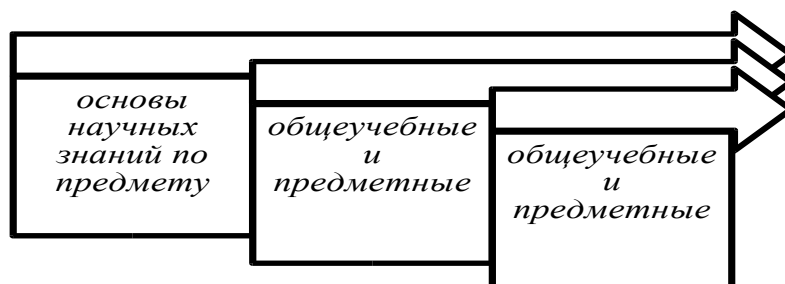 основы
научных
знаний по
предмету
общеучебные
и
предметные
общеучебные
и
предметные